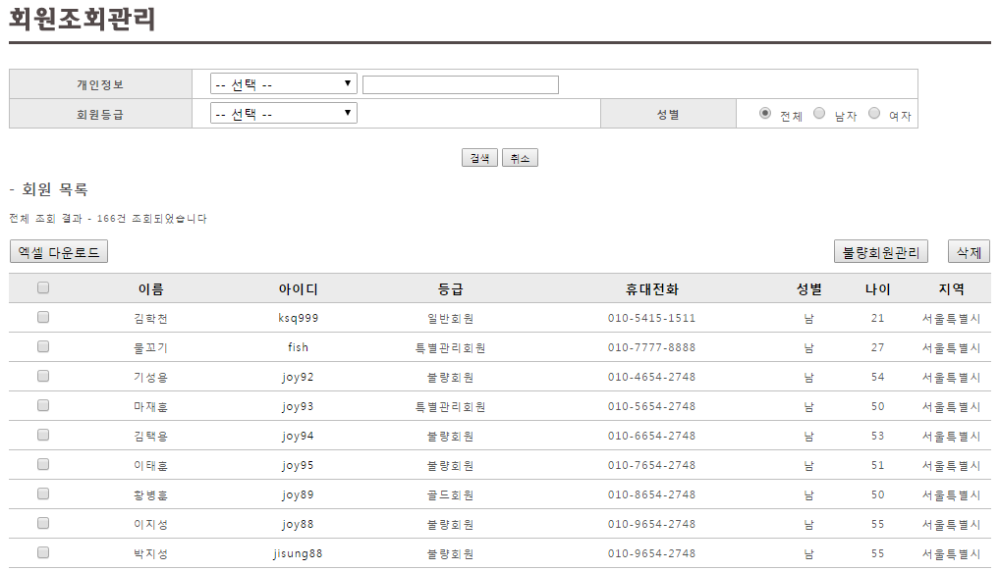 회원조회관리
개인정보 -- 선택 --
회원등급 -- 선택 -- 성별 전체 남자 여자
검색 취소
- 회원 목록
전체 조회 결과 - 166건 조회되었습니다
엑셀 다운로드 불량회원관리 삭제
이름 아이디 등급 휴대전화 성별 나이 지역
김학천 ksq999 일반회원 010-5415-1511 남 21 서울특별시
물꼬기 fish 특별관리회원 010-7777-8888 남 27 서울특별시
기성용 joy92 불량회원 010-4654-2748 남 54 서울특별시
마재훈 joy93 특별관리회원 010-5654-2748 남 50 서울특별시
김택용 joy94 불량회원 010-6654-2748 남 53 서울특별시
이태훈 joy95 불량회원 010-7654-2748 남 51 서울특별시
황병훈 joy89 골드회원 010-8654-2748 남 50 서울특별시
이지성 joy88 불량회원 010-9654-2748 남 55 서울특별시
박지성 jisung88 불량회원 010-9654-2748 남 55 서울특별시